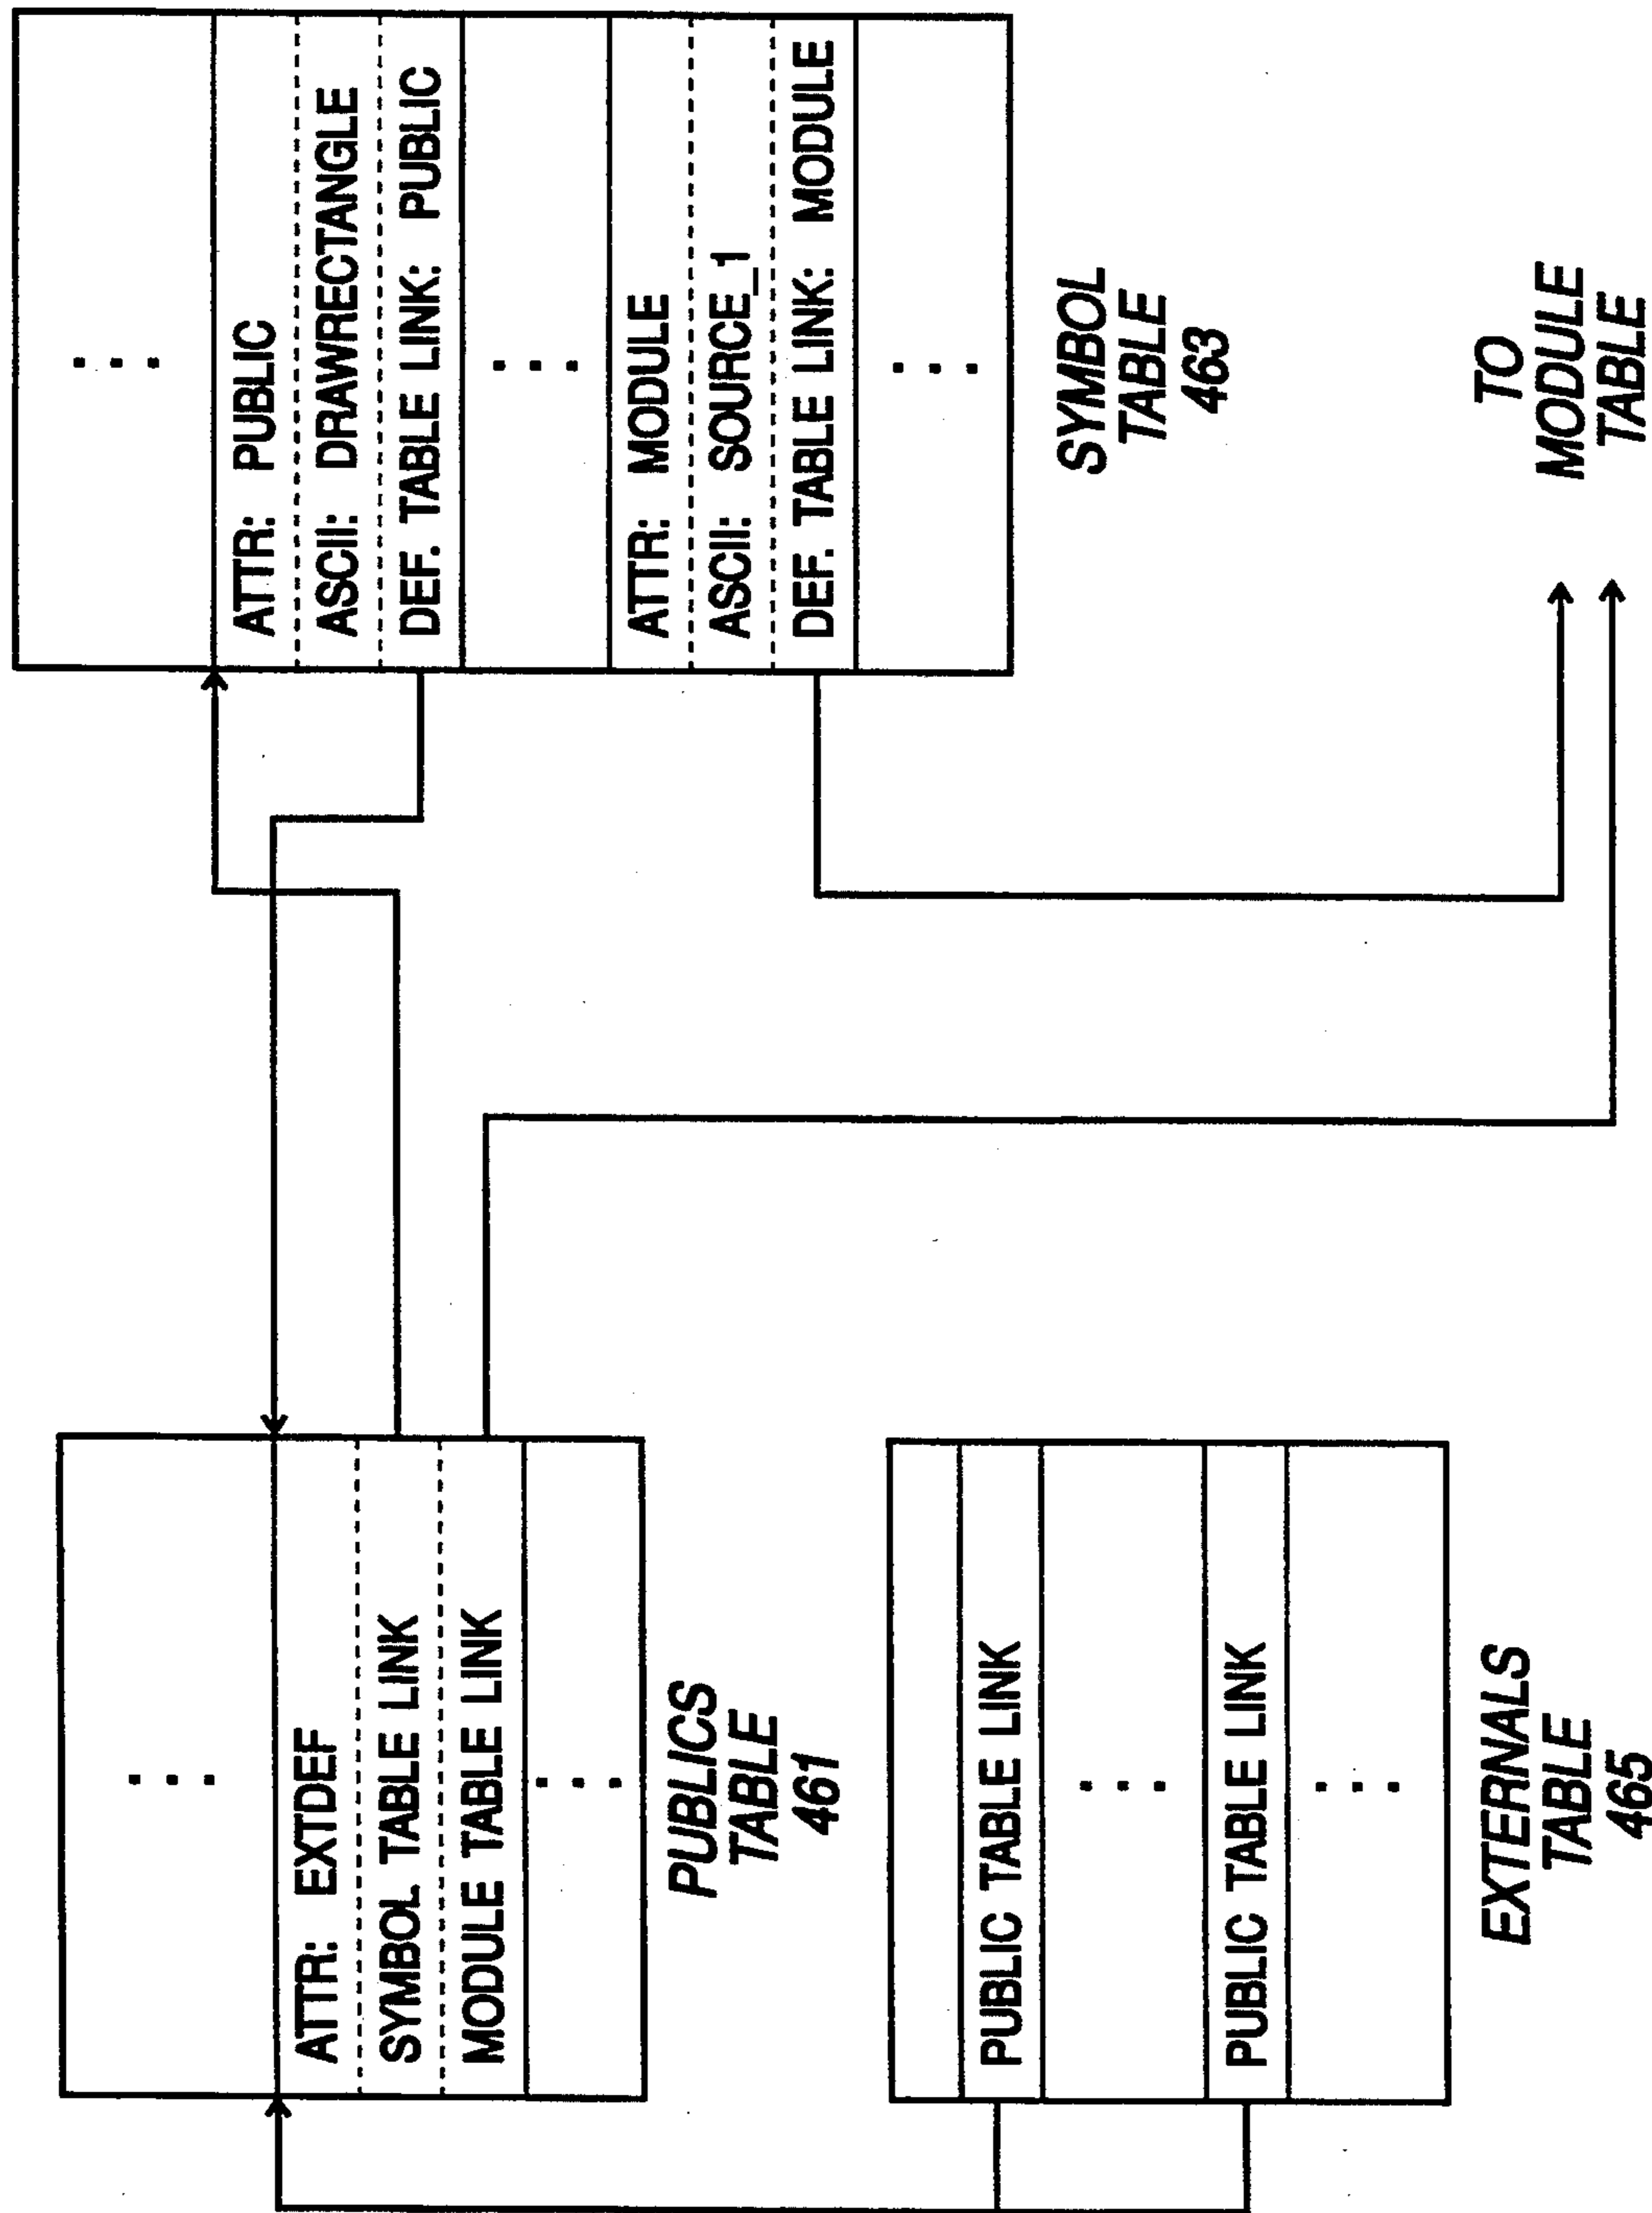 ATTR: EXTDEF
SYMBOL TABLE LINK
MODULE TABLE LINK
PUBLICS
TABLE
461
PUBLIC TABLE LINK
PUBLIC TABLE LINK
EXTERNALS
TABLE
465
ATTR: PUBLIC
ASCII: DRAWRECTANGLE
DEF. TABLE LINK: PUBLIC
ATTR: MODULE
ASCII: SOURCE_1
DEF. TABLE LINK: MODULE
SYMBOL
TABLE
463
TO
MODULE
TABLE